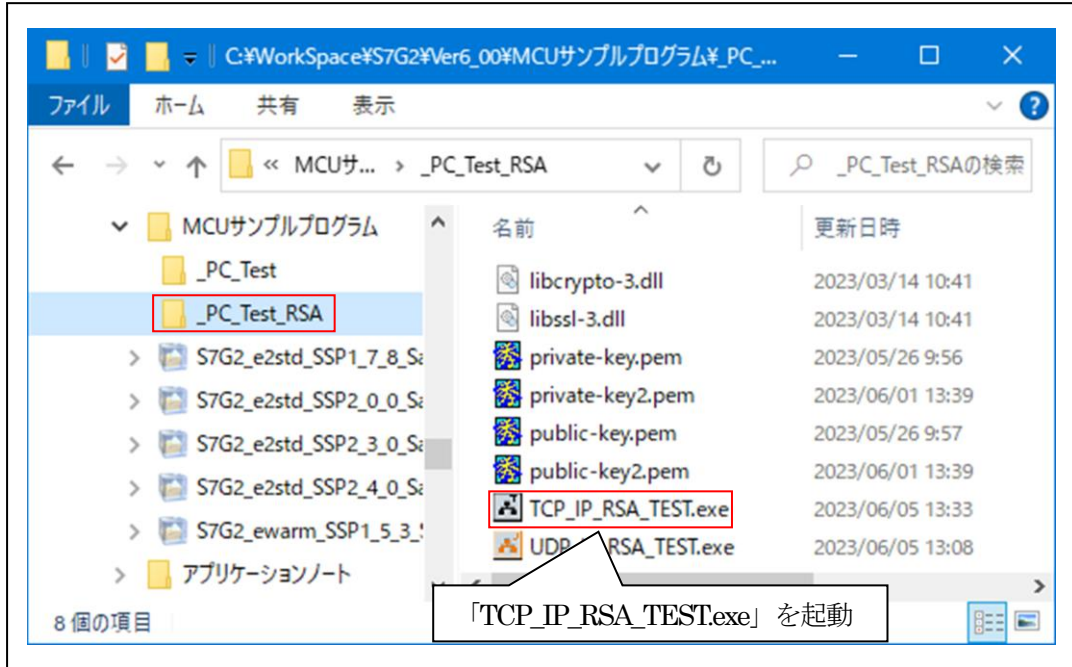 C:¥WorkSpace¥S7G2¥Ver6_00¥MCUサンプルプログラム¥_PC_...
ファイル ホーム 共有 表示
« MCUサ... › _PC_Test_RSA _PC_Test_RSAの検索
MCUサンプルプログラム
_PC_Test
_PC_Test_RSA
S7G2_e2std_SSP1_7_8_Sa
S7G2_e2std_SSP2_0_0_Sa
S7G2_e2std_SSP2_3_0_Sa
S7G2_e2std_SSP2_4_0_Sa
S7G2_ewarm_SSP1_5_3_
アプリケーションノート
名前 更新日時
libcrypto-3.dll 2023/03/14 10:41
libssl-3.dll 2023/03/14 10:41
private-key.pem 2023/05/26 9:56
private-key2.pem 2023/06/01 13:39
public-key.pem 2023/05/26 9:57
public-key2.pem 2023/06/01 13:39
TCP_IP_RSA_TEST.exe 2023/06/05 13:33
UDP RSA_TEST.exe 2023/06/05 13:08
「TCP_IP_RSA_TEST.exe」を起動
8 個の項目